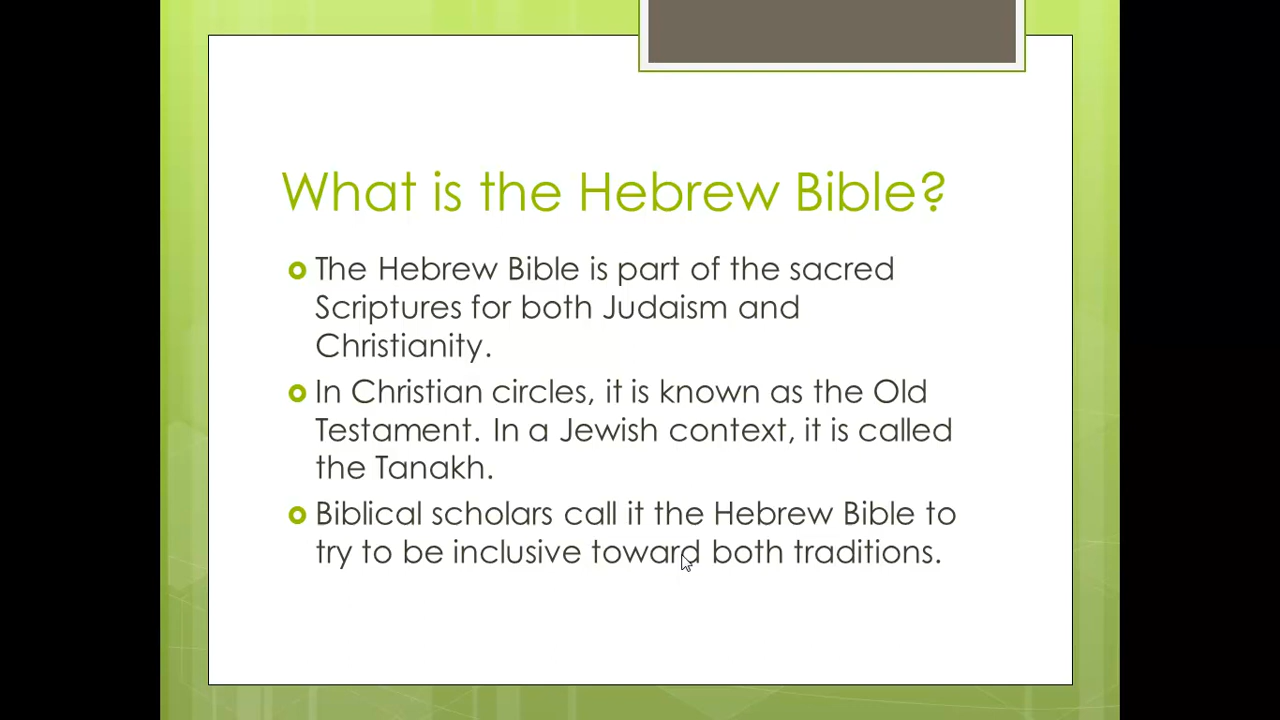 What is the Hebrew Bible?
The Hebrew Bible is part of the sacred
Scriptures for both Judaism and
Christianity.
In Christian circles, it is known as the Old
Testament. In a Jewish context, it is called
the Tanakh.
Biblical scholars call it the Hebrew Bible to
try to be inclusive toward both traditions.